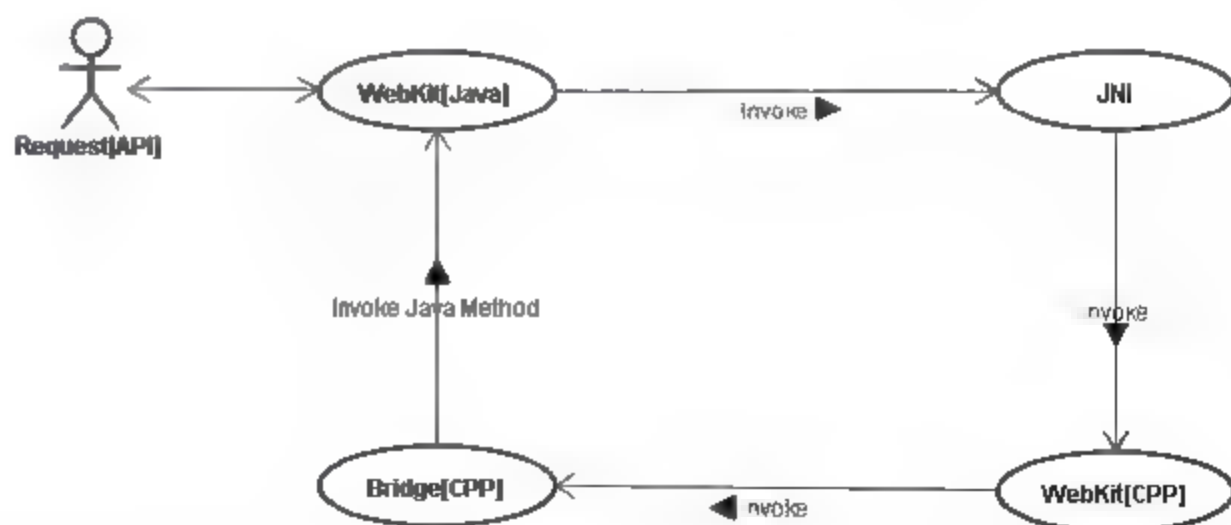 WebKit[Java]
JNI
Invoke
Request[API]
Invoke Java Method
nvoke
Bridge[CPP]
WebKit[CPP]
nvoke